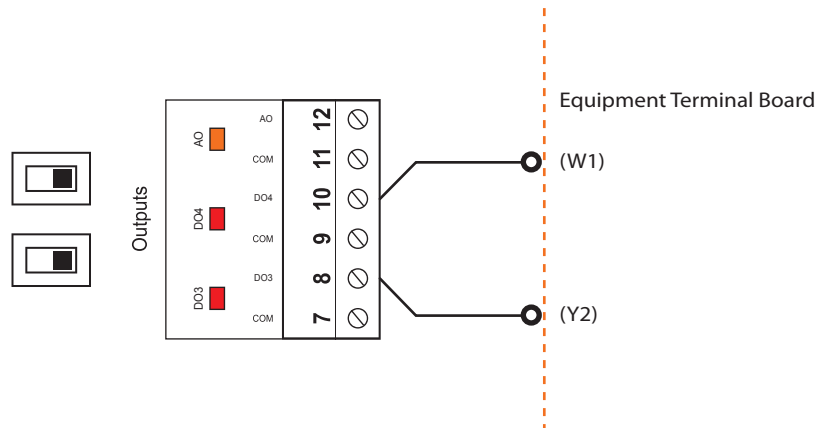 Equipment Terminal Board
Outputs
AO
AO
12
COM
11
(W1)
DO4
DO4
10
COM
9
DO3
DO3
8
(Y2)
COM
7